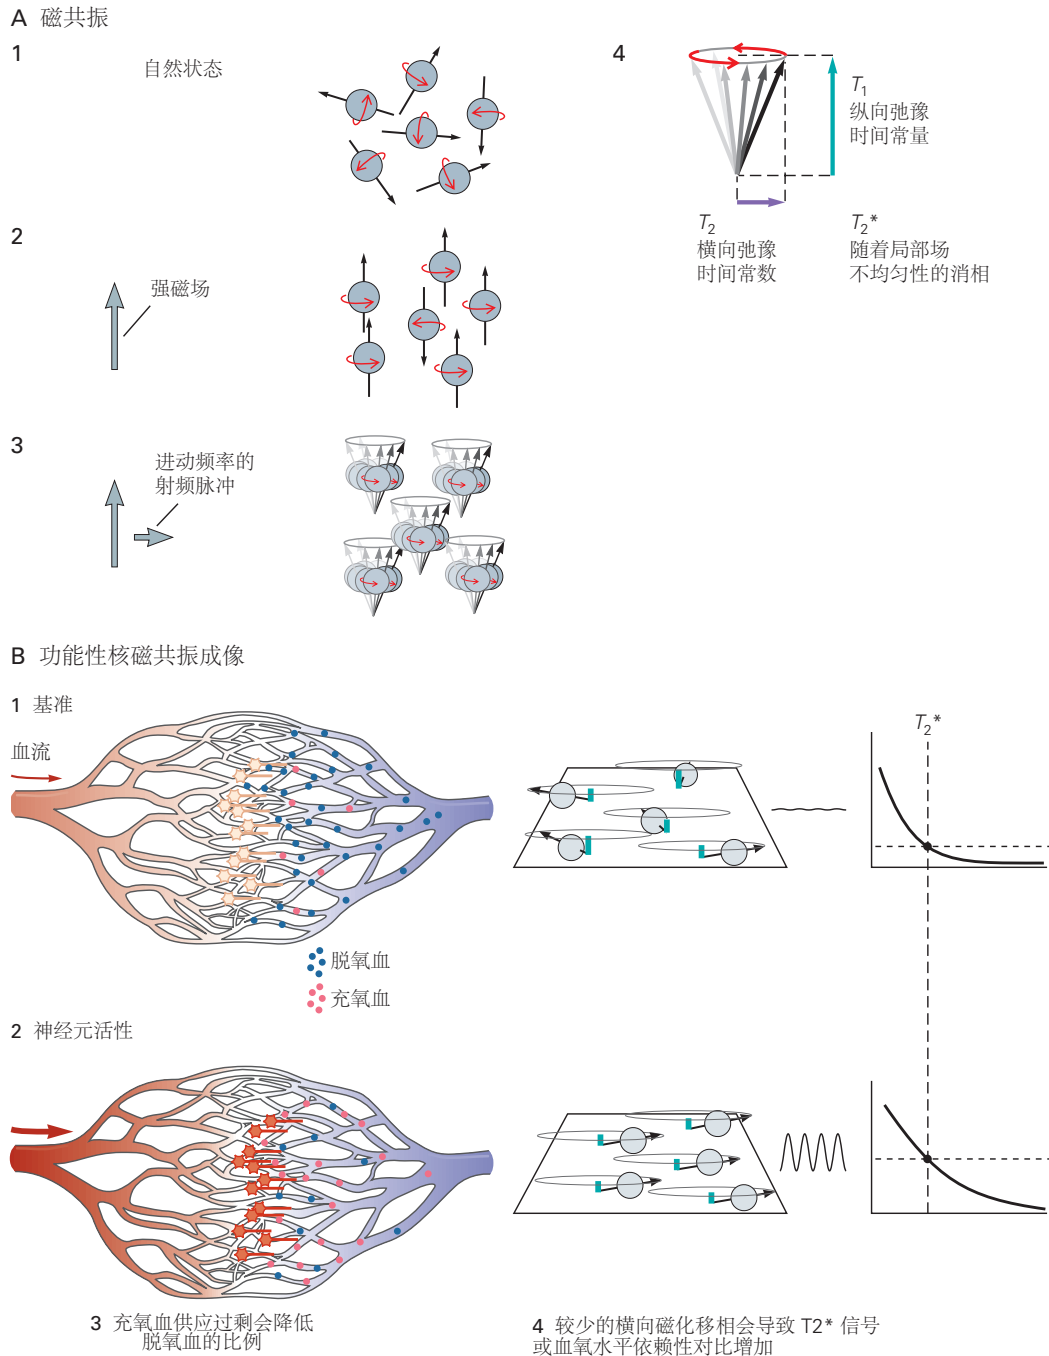 A 磁共振
1
自然状态
2
强磁场
3
进动频率的
射频脉冲
4
T1
纵向弛豫
时间常量
T2
横向弛豫
时间常数
T2*
随着局部场
不均匀性的消相
B 功能性核磁共振成像
1 基准
血流
脱氧血
充氧血
T2*
2 神经元活性
3 充氧血供应过剩会降低
脱氧血的比例
4 较少的横向磁化移相会导致 T2* 信号
或血氧水平依赖性对比增加